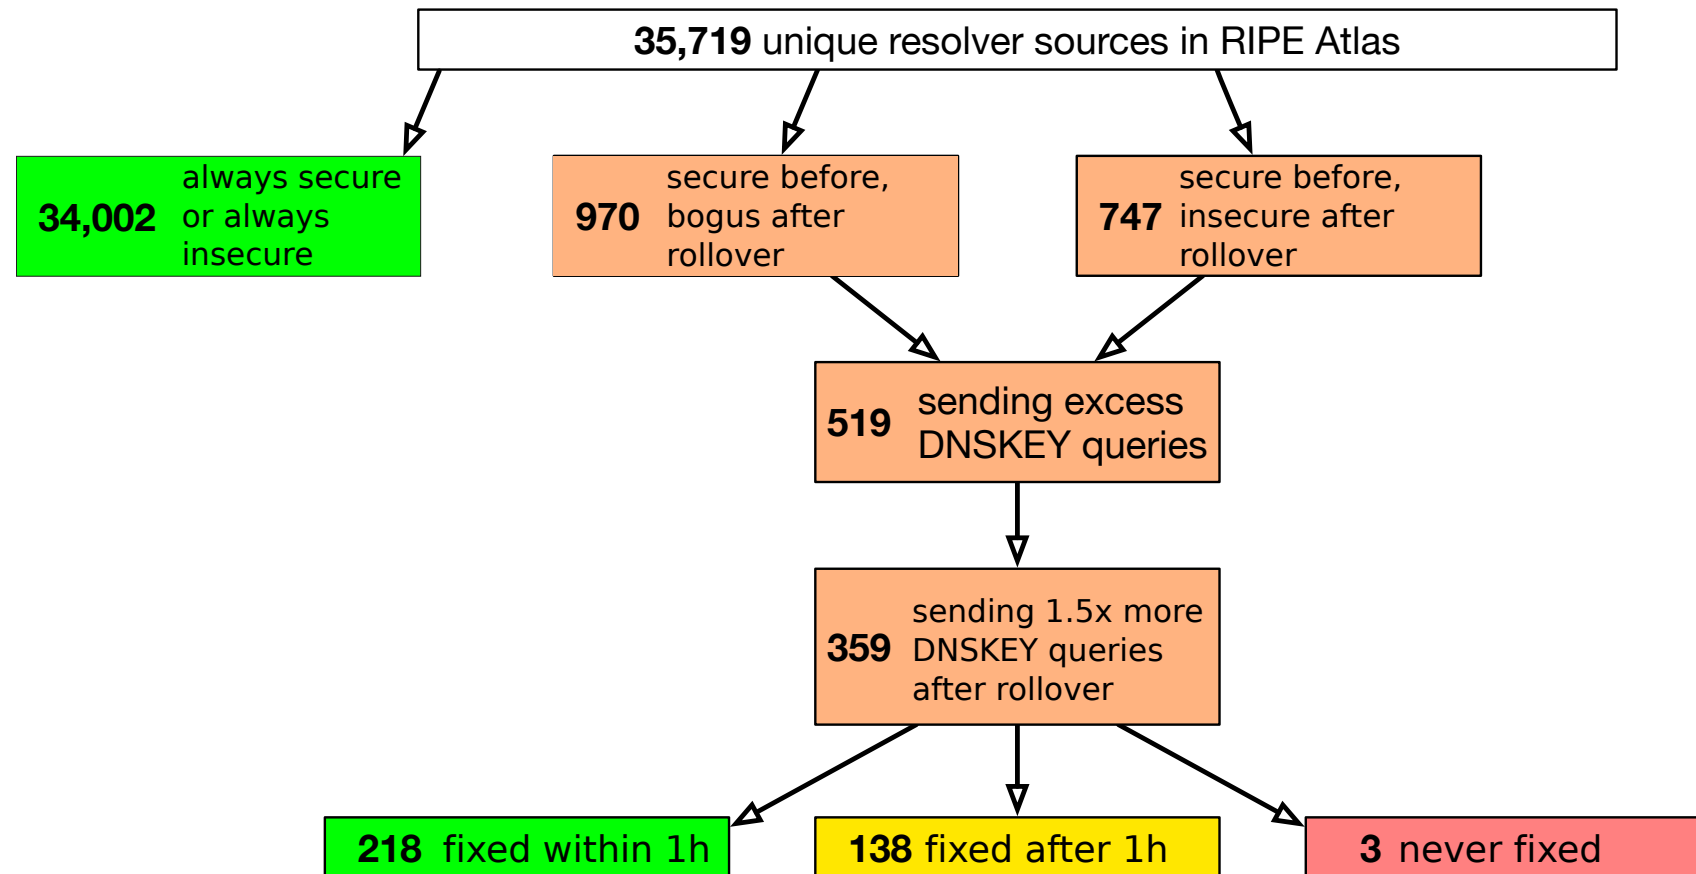 35,719 unique resolver sources in RIPE Atlas
34,002 always secure
or always
insecure
970 secure before,
bogus after
rollover
747 secure before,
insecure after
rollover
519 sending excess
DNSKEY queries
359 sending 1.5x more
DNSKEY queries
after rollover
218 fixed within 1h
138 fixed after 1h
3 never fixed